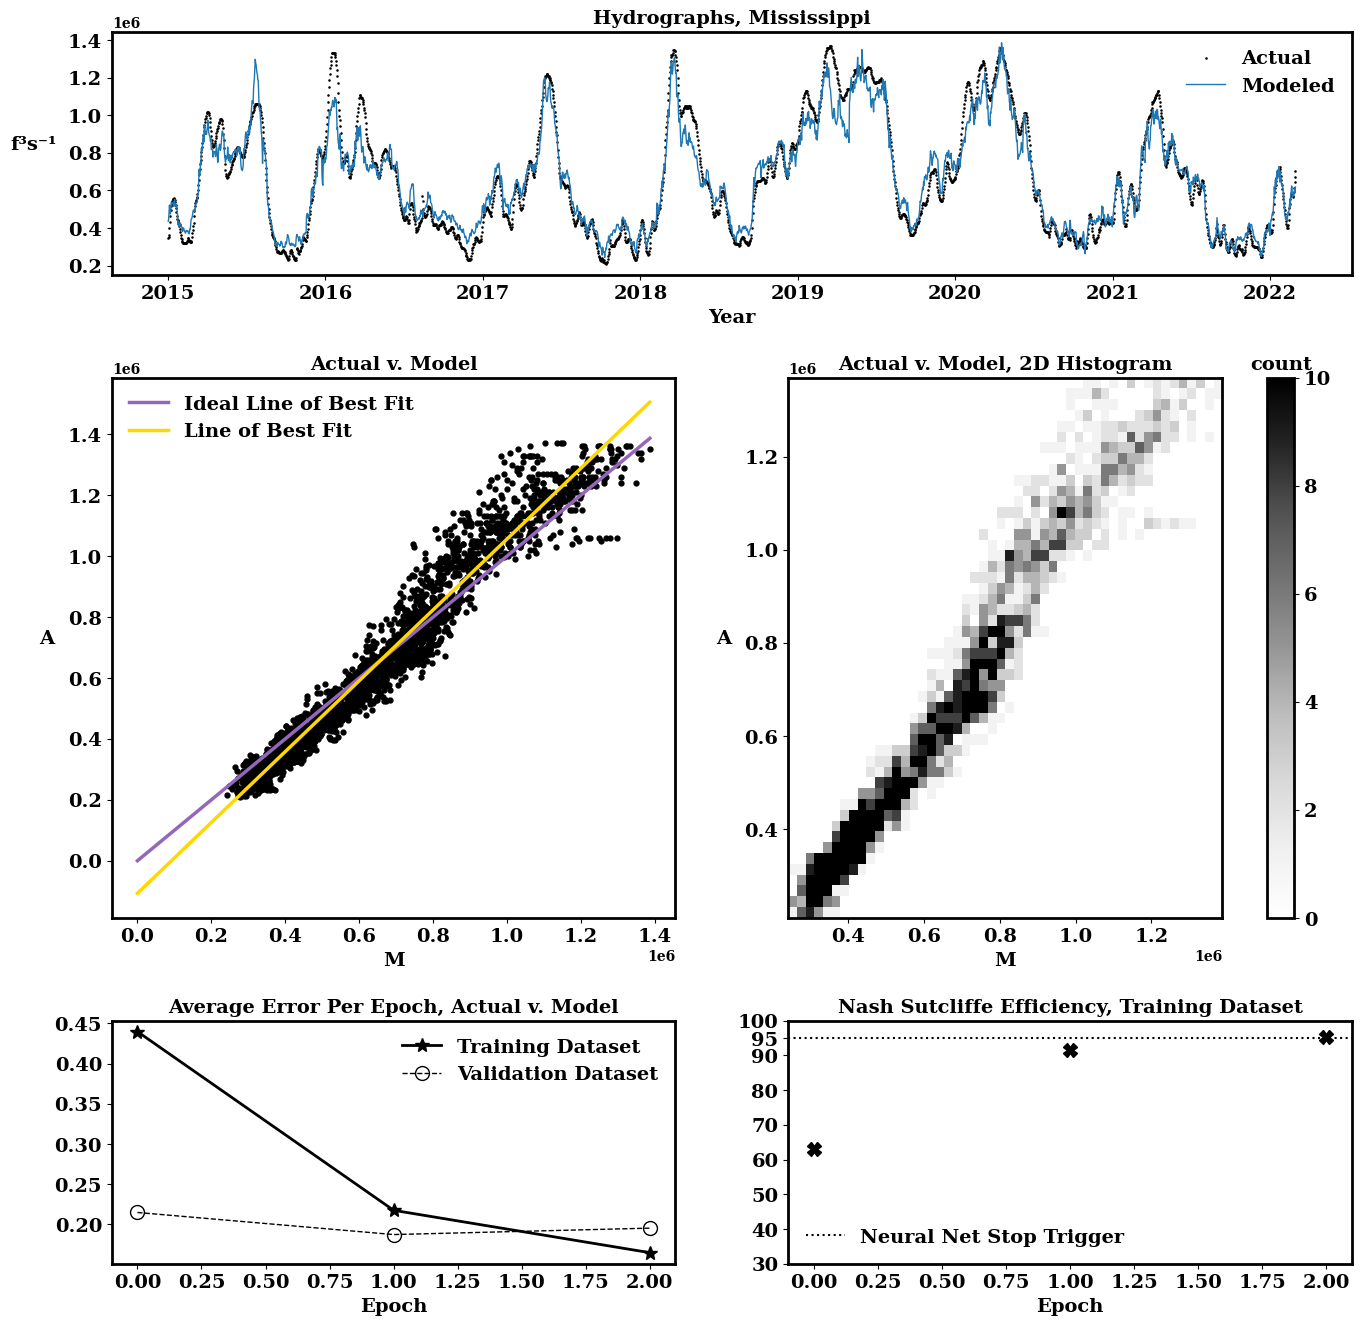 Hydrographs, Mississippi
1e6
1.4
1.2
1.0
0.8
0.6
0.4
0.2
f³s⁻¹
Actual
Modeled
2015 2016 2017 2018 2019 2020 2021 2022
Year
Actual v. Model
1e6
Ideal Line of Best Fit
Line of Best Fit
1.4
1.2
1.0
0.8
0.6
0.4
0.2
0.0
A
0.0 0.2 0.4 0.6 0.8 1.0 1.2 1.4
M
1e6
Actual v. Model, 2D Histogram
1e6
1.2
1.0
0.8
0.6
0.4
A
0.4 0.6 0.8 1.0 1.2
M
1e6
count
10
8
6
4
2
0
Average Error Per Epoch, Actual v. Model
0.45
0.40
0.35
0.30
0.25
0.20
Training Dataset
Validation Dataset
0.00 0.25 0.50 0.75 1.00 1.25 1.50 1.75 2.00
Epoch
Nash Sutcliffe Efficiency, Training Dataset
100
95
90
80
70
60
50
40
30
Neural Net Stop Trigger
0.00 0.25 0.50 0.75 1.00 1.25 1.50 1.75 2.00
Epoch